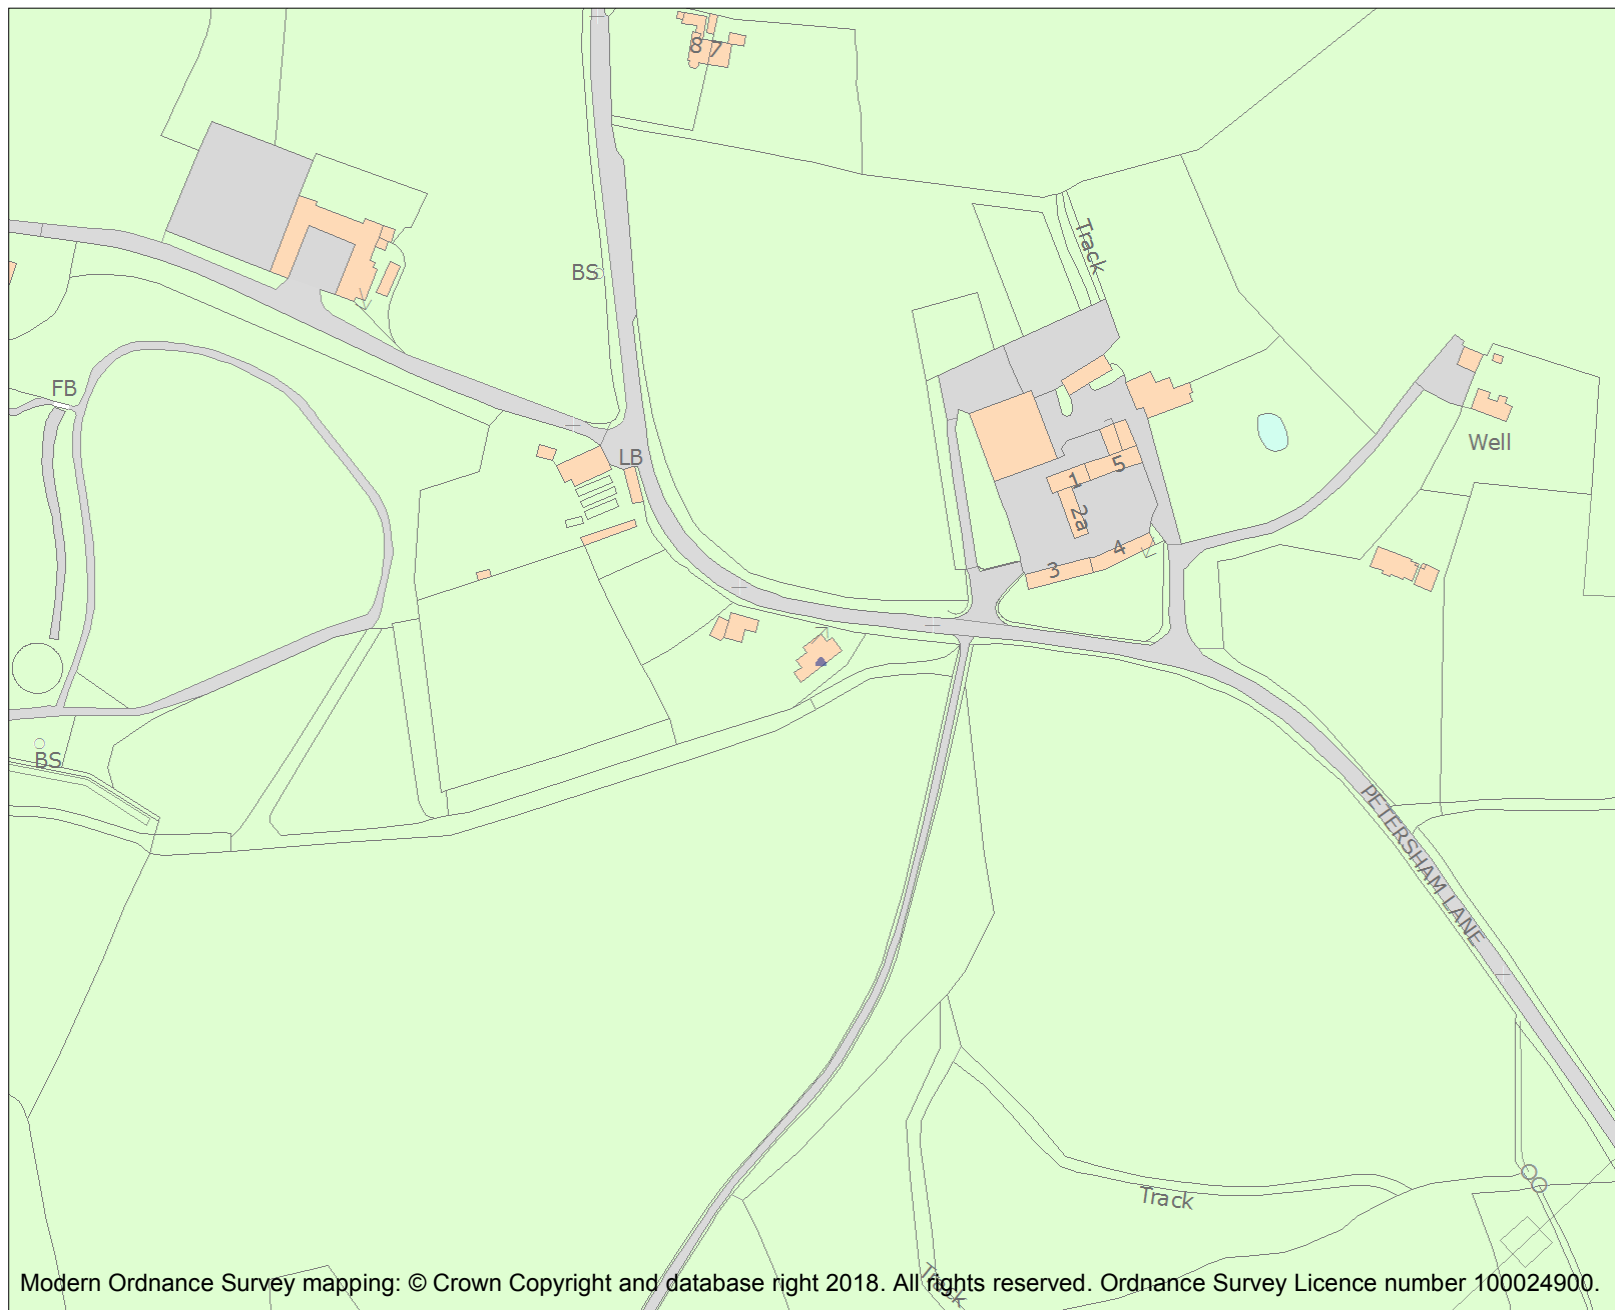 8 7
Track
BS
FB
LB
Well
5
1
2a
4
3
BS
PETERSHAM LANE
Track
Track
Modern Ordnance Survey mapping: © Crown Copyright and database right 2018. All rights reserved. Ordnance Survey Licence number 100024900.